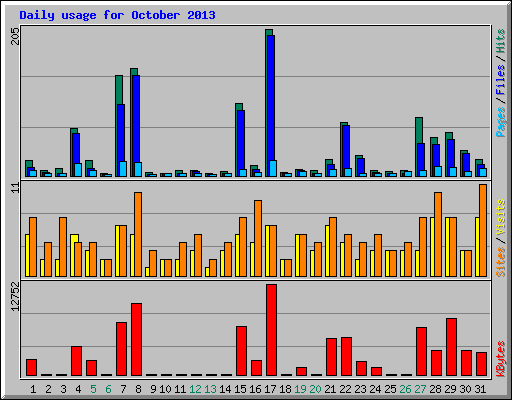 Daily usage for October 2013
205
Pages / Files / Hits
11
Sites / Visits
12752
KBytes
1 2 3 4 5 6 7 8 9 10 11 12 13 14 15 16 17 18 19 20 21 22 23 24 25 26 27 28 29 30 31